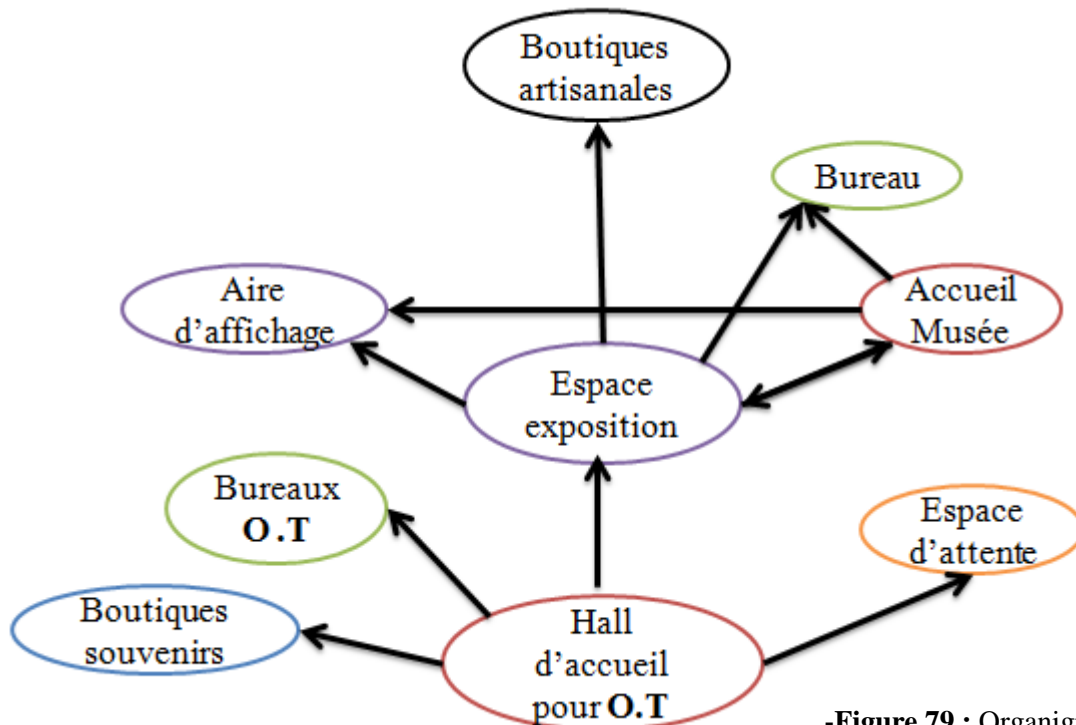 Boutiques
artisanales
Bureau
Aire
d’affichage
Accueil
Musée
Espace
exposition
Bureaux
O .T
Espace
d’attente
Boutiques
souvenirs
Hall
d’accueil
pour O.T
-Figure 79 : Organig